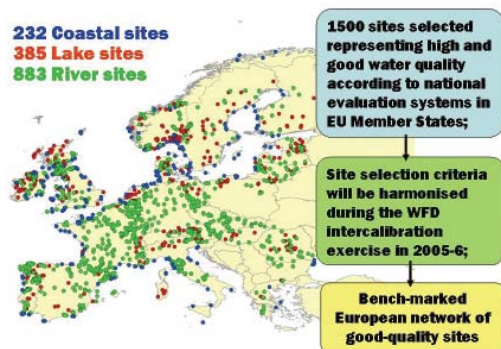 232 Coastal sites
385 Lake sites
883 River sites
1500 sites selected
representing high and
good water quality
according to national
evaluation systems in
EU Member States;
Site selection criteria
will be harmonised
during the WFD
intercalibration
exercise in 2005-6;
Bench-marked
European network of
good-quality sites